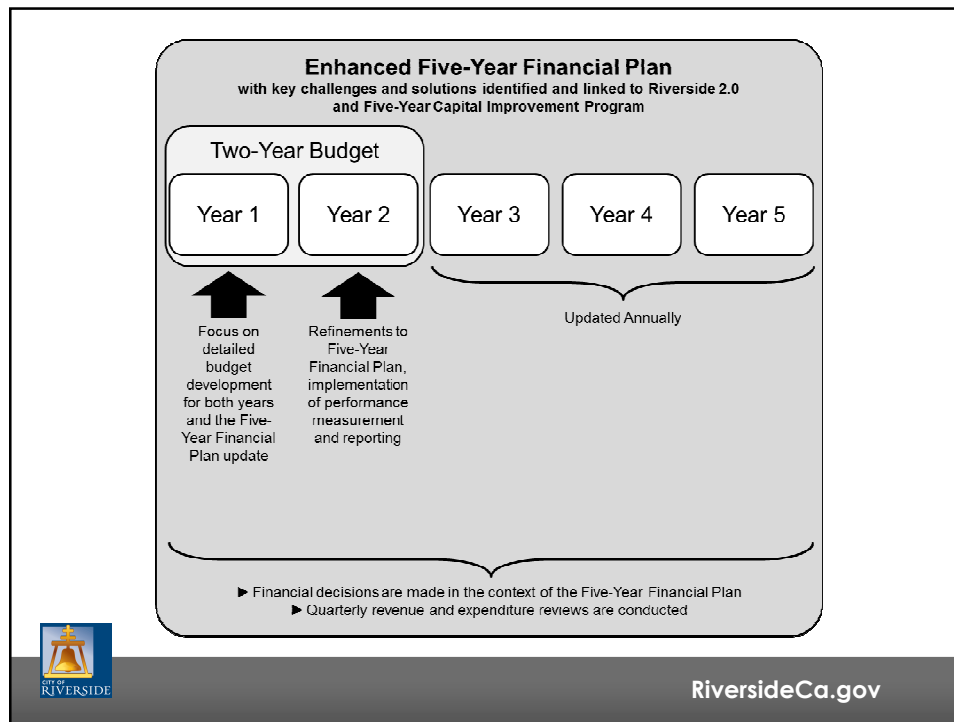 Enhanced Five-Year Financial Plan
with key challenges and solutions identified and linked to Riverside 2.0
and Five-Year Capital Improvement Program
Two-Year Budget
Year 1
Year 2
Year 3
Year 4
Year 5
Focus on
detailed
budget
development
for both years
and the Five-
Year Financial
Plan update
Refinements to
Five-Year
Financial Plan,
implementation
of performance
measurement
and reporting
Updated Annually
► Financial decisions are made in the context of the Five-Year Financial Plan
► Quarterly revenue and expenditure reviews are conducted
CITY OF
RIVERSIDE
RiversideCa.gov